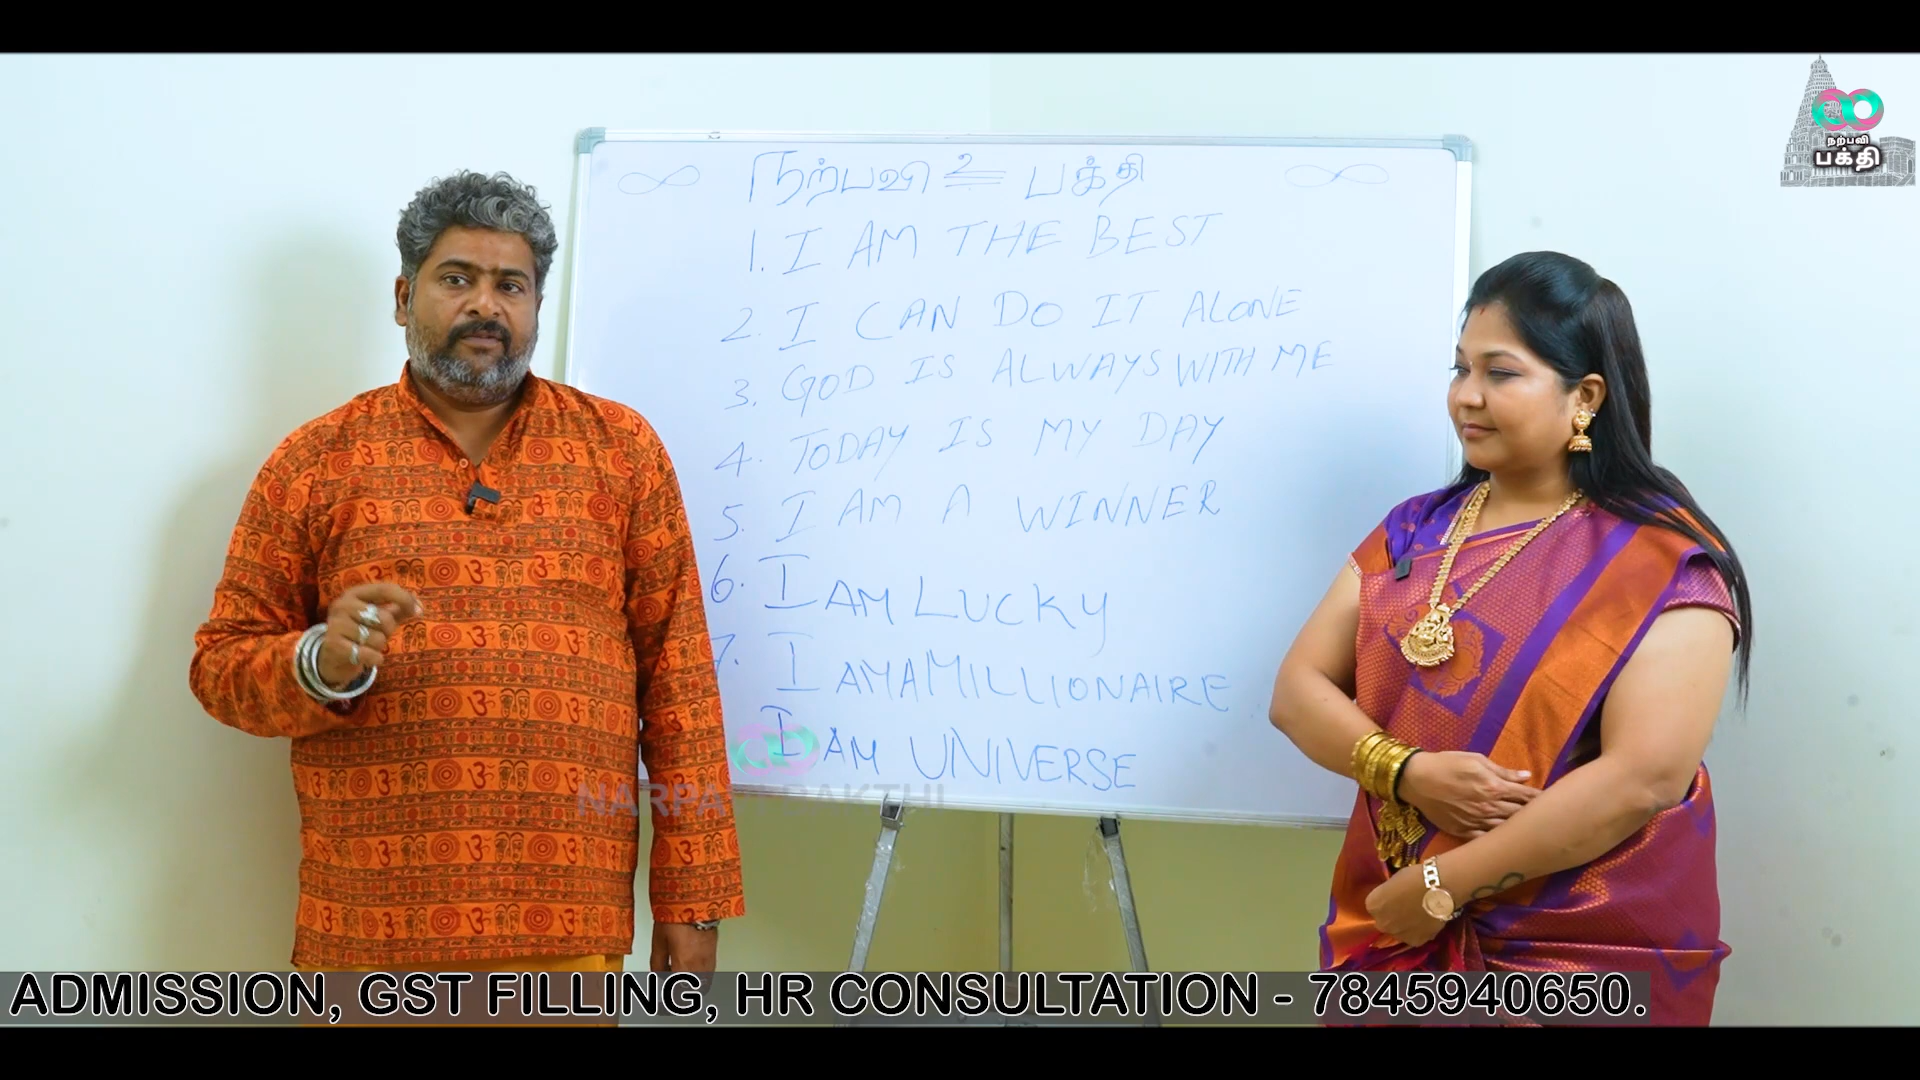 நற்பவி
பக்தி
நற்பவி பக்தி
1. I AM THE BEST
2. I CAN DO IT ALONE
3. GOD IS ALWAYS WITH ME
4. TODAY IS MY DAY
5. I AM A WINNER
6. I AM LUCKY
7. I AM A MILLIONAIRE
I AM UNIVERSE
NARPAVI BAKTHI
ADMISSION, GST FILLING, HR CONSULTATION - 7845940650.